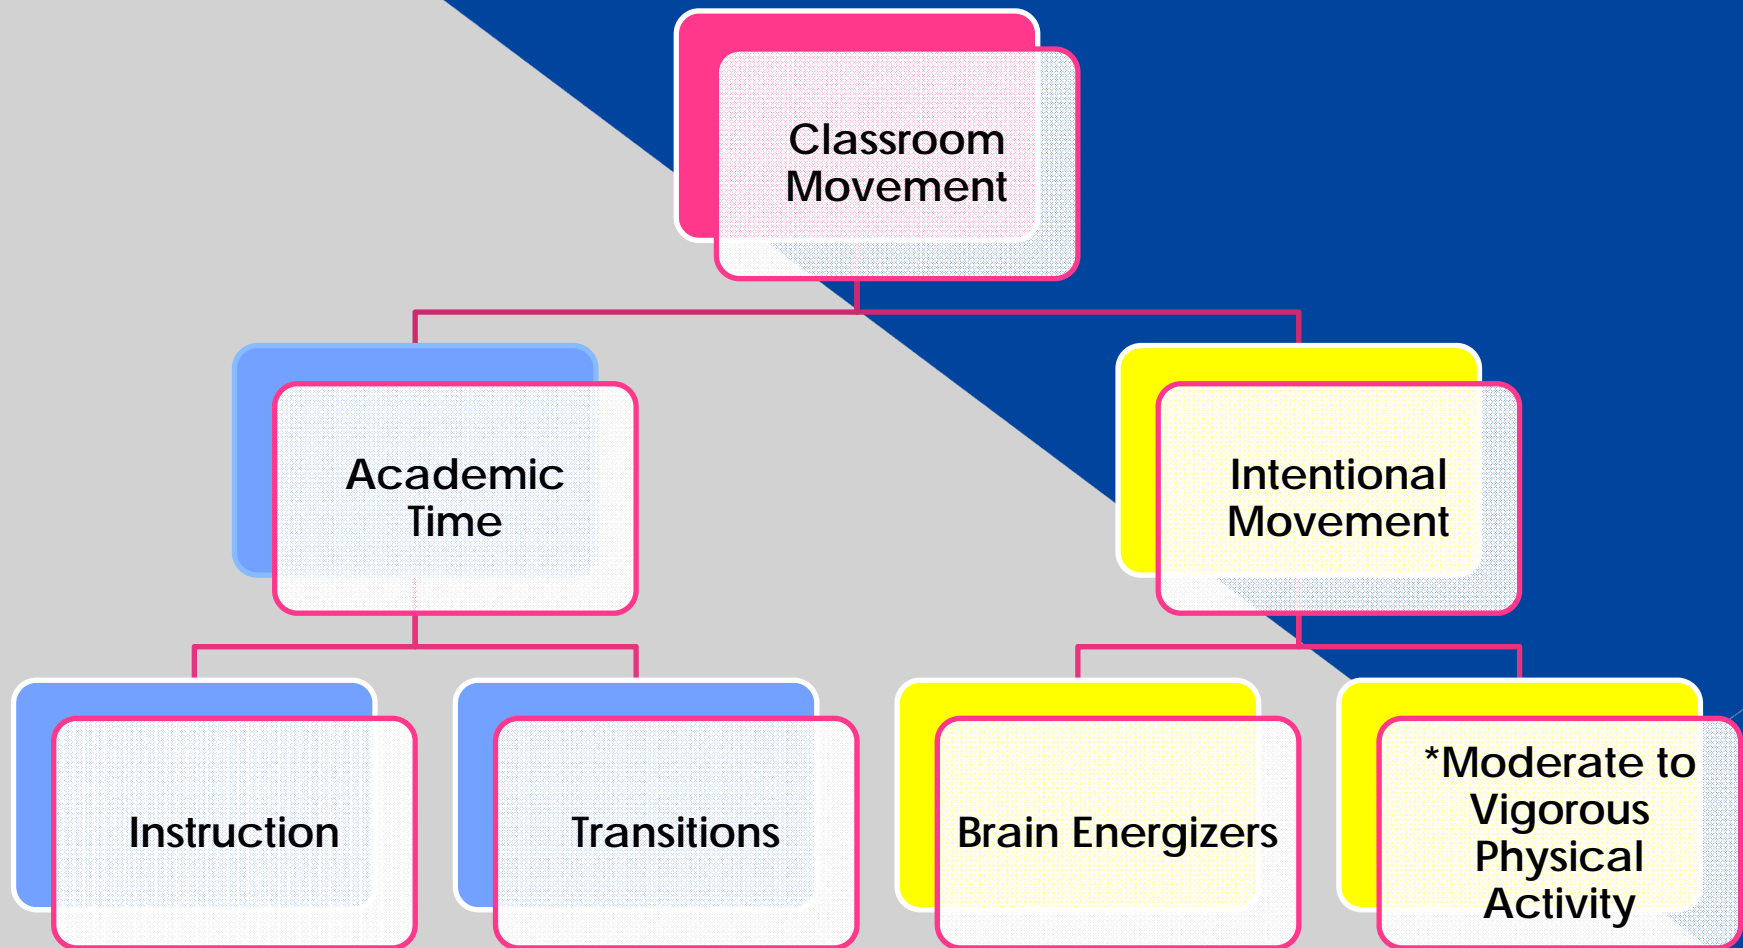 Classroom
Movement
Academic
Time
Intentional
Movement
Instruction
Transitions
Brain Energizers
*Moderate to
Vigorous
Physical
Activity